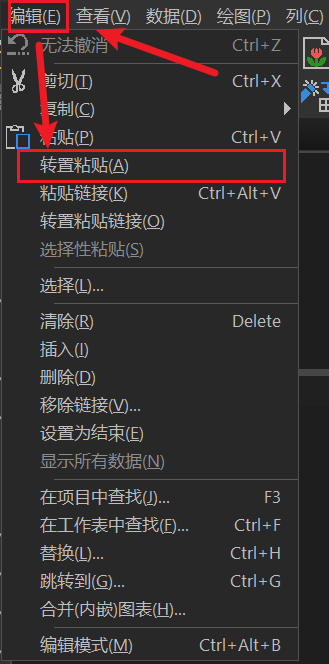 编辑(E) 查看(V) 数据(D) 绘图(P) 列(C)
无法撤消 Ctrl+Z
剪切(T) Ctrl+X
复制(C)
粘贴(P) Ctrl+V
转置粘贴(A)
粘贴链接(K) Ctrl+Alt+V
转置粘贴链接(O)
选择性粘贴(S)
选择(L)...
清除(R) Delete
插入(I)
删除(D)
移除链接(V)...
设置为结束(E)
显示所有数据(N)
在项目中查找(J)... F3
在工作表中查找(F)... Ctrl+F
替换(L)... Ctrl+H
跳转到(G)... Ctrl+G
合并(内嵌)图表(H)...
编辑模式(M) Ctrl+Alt+B